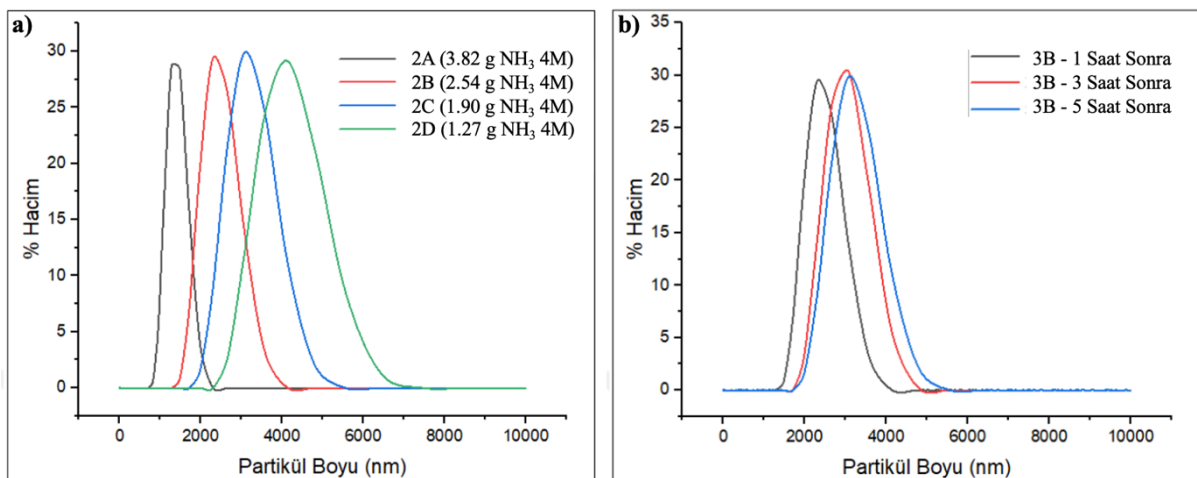 a)
2A (3.82 g NH₃ 4M)
2B (2.54 g NH₃ 4M)
2C (1.90 g NH₃ 4M)
2D (1.27 g NH₃ 4M)
30
25
20
15
10
5
0
% Hacim
0 2000 4000 6000 8000 10000
Partikül Boyu (nm)
b)
3B - 1 Saat Sonra
3B - 3 Saat Sonra
3B - 5 Saat Sonra
35
30
25
20
15
10
5
0
% Hacim
0 2000 4000 6000 8000 10000
Partikül Boyu (nm)